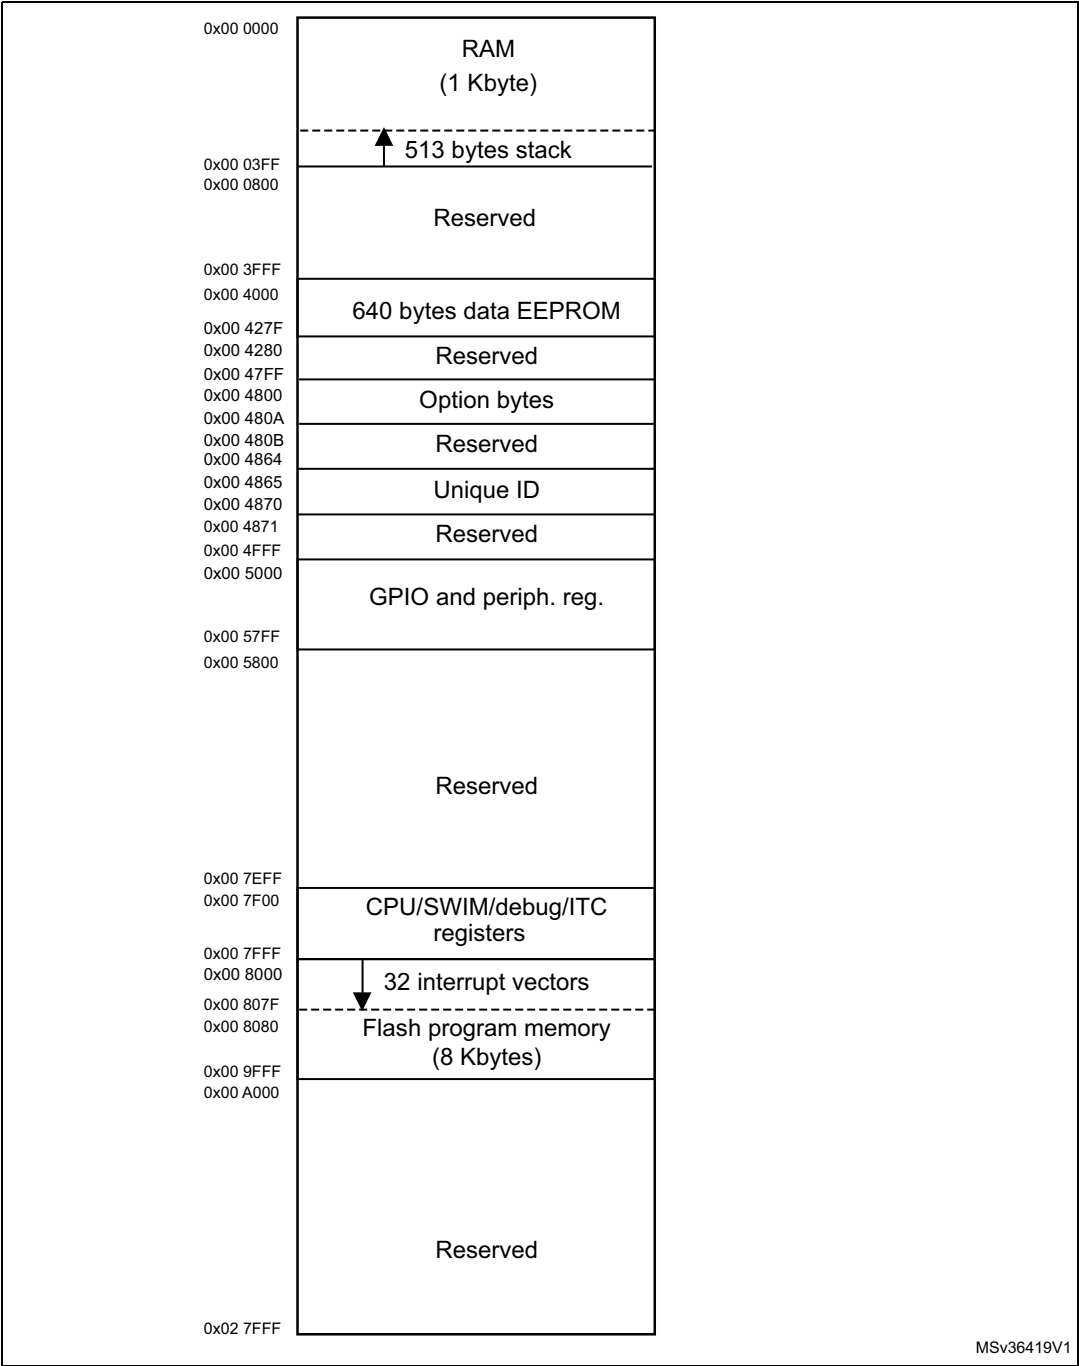 0x00 0000
RAM
(1 Kbyte)
513 bytes stack
0x00 03FF
0x00 0800
Reserved
0x00 3FFF
0x00 4000
640 bytes data EEPROM
0x00 427F
0x00 4280
Reserved
0x00 47FF
0x00 4800
Option bytes
0x00 480A
0x00 480B
Reserved
0x00 4864
0x00 4865
Unique ID
0x00 4870
0x00 4871
Reserved
0x00 4FFF
0x00 5000
GPIO and periph. reg.
0x00 57FF
0x00 5800
Reserved
0x00 7EFF
0x00 7F00
CPU/SWIM/debug/ITC
registers
0x00 7FFF
0x00 8000
32 interrupt vectors
0x00 807F
0x00 8080
Flash program memory
(8 Kbytes)
0x00 9FFF
0x00 A000
Reserved
0x02 7FFF
MSv36419V1